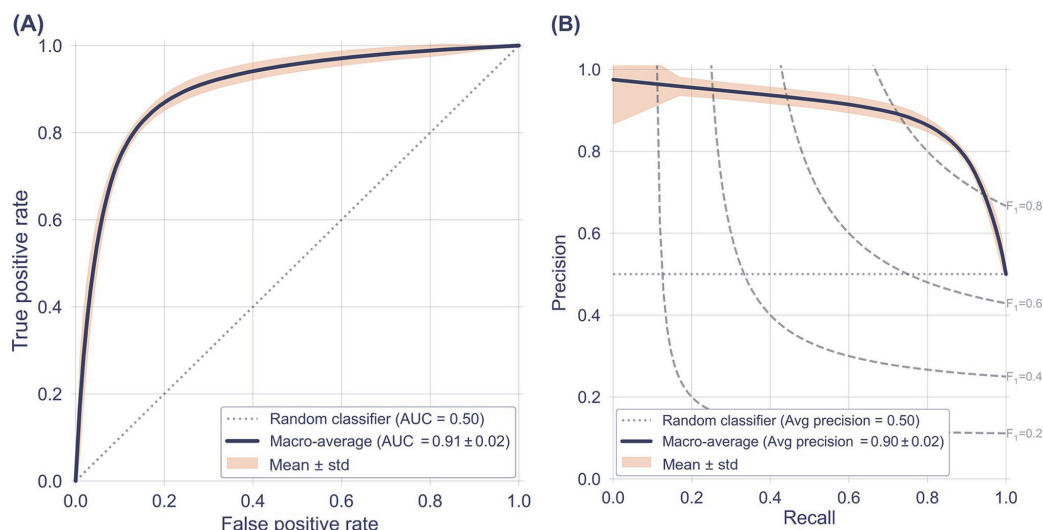 (A)
True positive rate
1.0
0.8
0.6
0.4
0.2
0.0
Random classifier (AUC = 0.50)
Macro-average (AUC = 0.91 ± 0.02)
Mean ± std
0.0 0.2 0.4 0.6 0.8 1.0
False positive rate
(B)
Precision
1.0
0.8
0.6
0.4
0.2
0.0
F1=0.8
F1=0.6
F1=0.4
F1=0.2
Random classifier (Avg precision = 0.50)
Macro-average (Avg precision = 0.90 ± 0.02)
Mean ± std
0.0 0.2 0.4 0.6 0.8 1.0
Recall